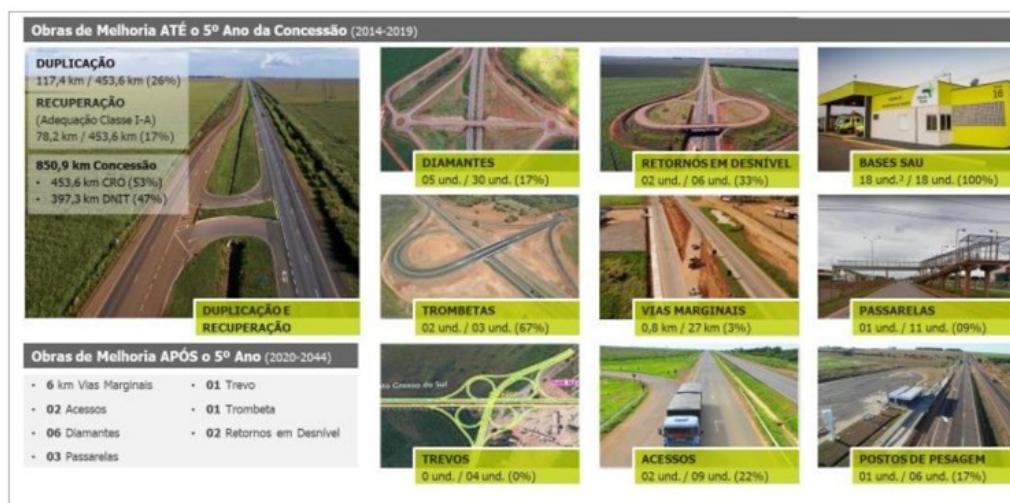 Obras de Melhoria ATÉ o 5º Ano da Concessão (2014-2019)
DUPLICAÇÃO
117,4 km / 453,6 km (26%)
RECUPERAÇÃO
(Adequação Classe I-A)
78,2 km / 453,6 km (17%)
850,9 km Concessão
• 453,6 km CRO (53%)
• 397,3 km DNIT (47%)
DUPLICAÇÃO E
RECUPERAÇÃO
DIAMANTES
05 und. / 30 und. (17%)
RETORNOS EM DESNÍVEL
02 und. / 06 und. (33%)
16
BASES SAU
18 und.² / 18 und. (100%)
TROMBETAS
02 und. / 03 und. (67%)
VIAS MARGINAIS
0,8 km / 27 km (3%)
PASSARELAS
01 und. / 11 und. (09%)
Grosso do Sul
TREVOS
0 und. / 04 und. (0%)
ACESSOS
02 und. / 09 und. (22%)
POSTOS DE PESAGEM
01 und. / 06 und. (17%)
Obras de Melhoria APÓS o 5º Ano (2020-2044)
• 6 km Vias Marginais
• 02 Acessos
• 06 Diamantes
• 03 Passarelas
• 01 Trevo
• 01 Trombeta
• 02 Retornos em Desnível